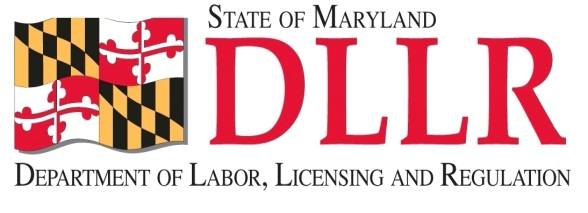 STATE OF MARYLAND
DLLR
DEPARTMENT OF LABOR, LICENSING AND REGULATION